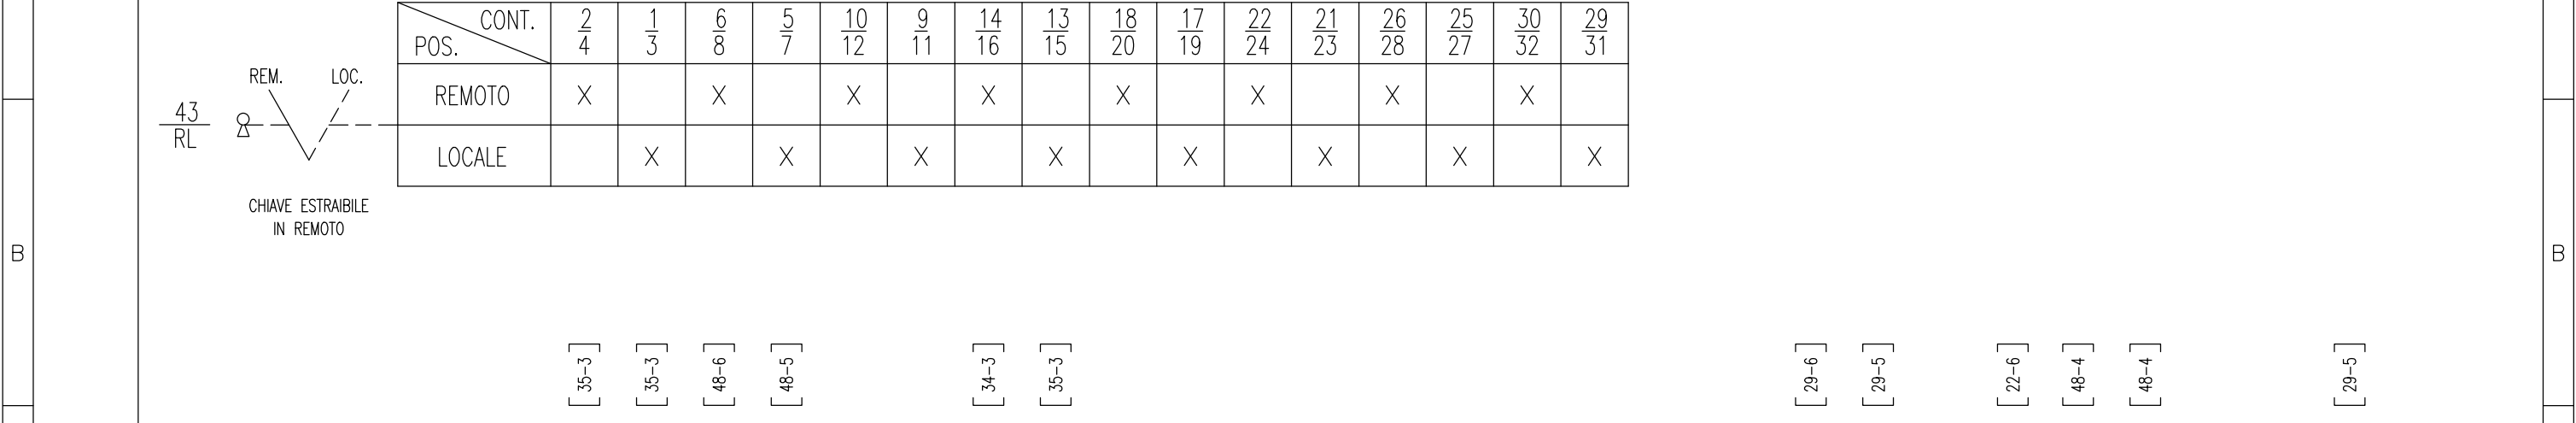 CONT. 2/4 1/3 6/8 5/7 10/12 9/11 14/16 13/15 18/20 17/19 22/24 21/23 26/28 25/27 30/32 29/31
POS.
REM. LOC.
REMOTO X X X X X X X X
43/RL
LOCALE X X X X X X X X
CHIAVE ESTRAIBILE
IN REMOTO
B B
[35-3] [35-3] [48-6] [48-5] [34-3] [35-3] [29-6] [29-5] [22-6] [48-4] [48-4] [29-5]